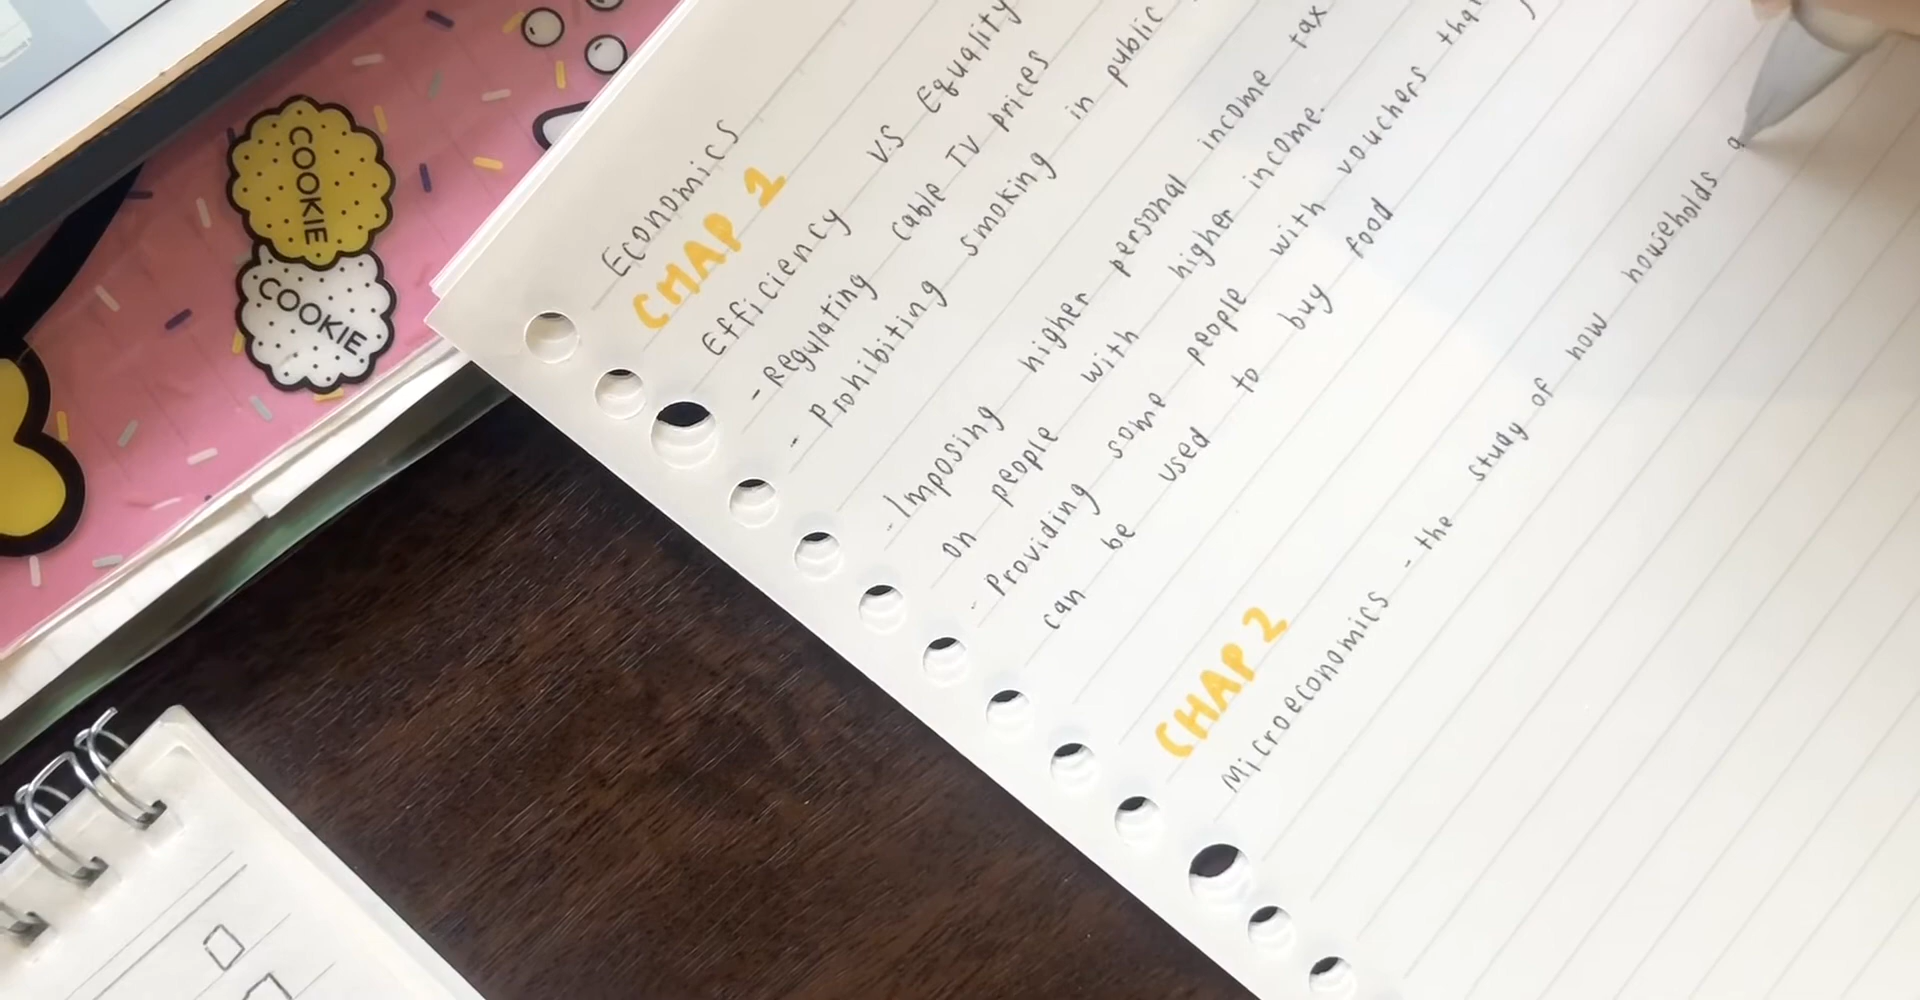 COOKIE
COOKIE
Economics
CHAP 1
Efficiency vs Equality
- Regulating cable TV prices
- Prohibiting smoking in public
- Imposing higher personal income tax
on people with higher income.
- Providing some people with vouchers that
can be used to buy food
CHAP 2
Microeconomics - the study of how households a